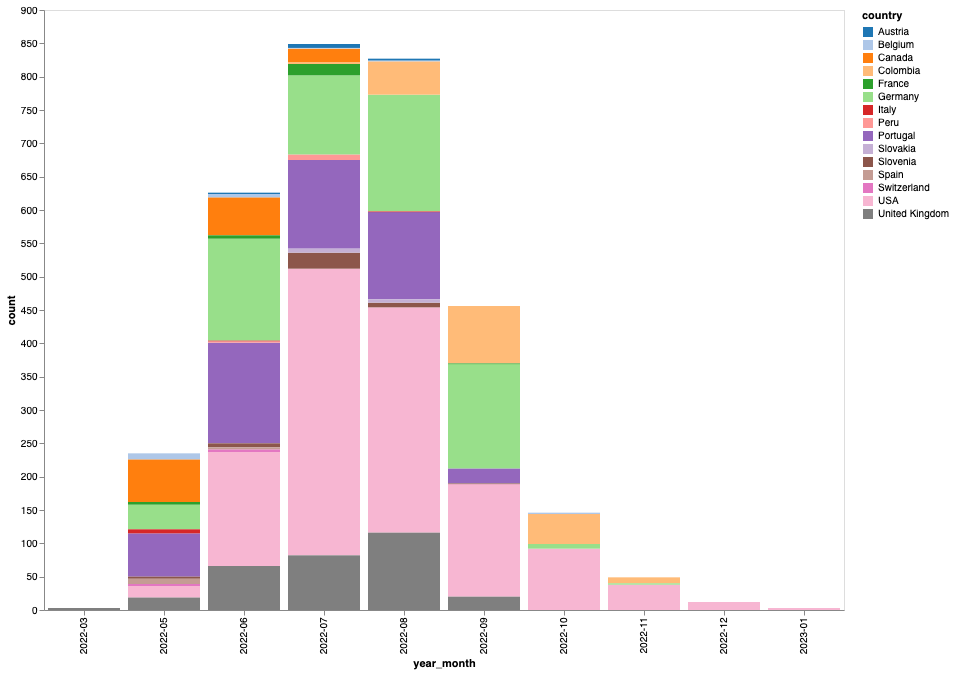 900
850
800
750
700
650
600
550
500
450
400
350
300
250
200
150
100
50
0
count
2022-03
2022-05
2022-06
2022-07
2022-08
2022-09
2022-10
2022-11
2022-12
2023-01
year_month
country
Austria
Belgium
Canada
Colombia
France
Germany
Italy
Peru
Portugal
Slovakia
Slovenia
Spain
Switzerland
USA
United Kingdom